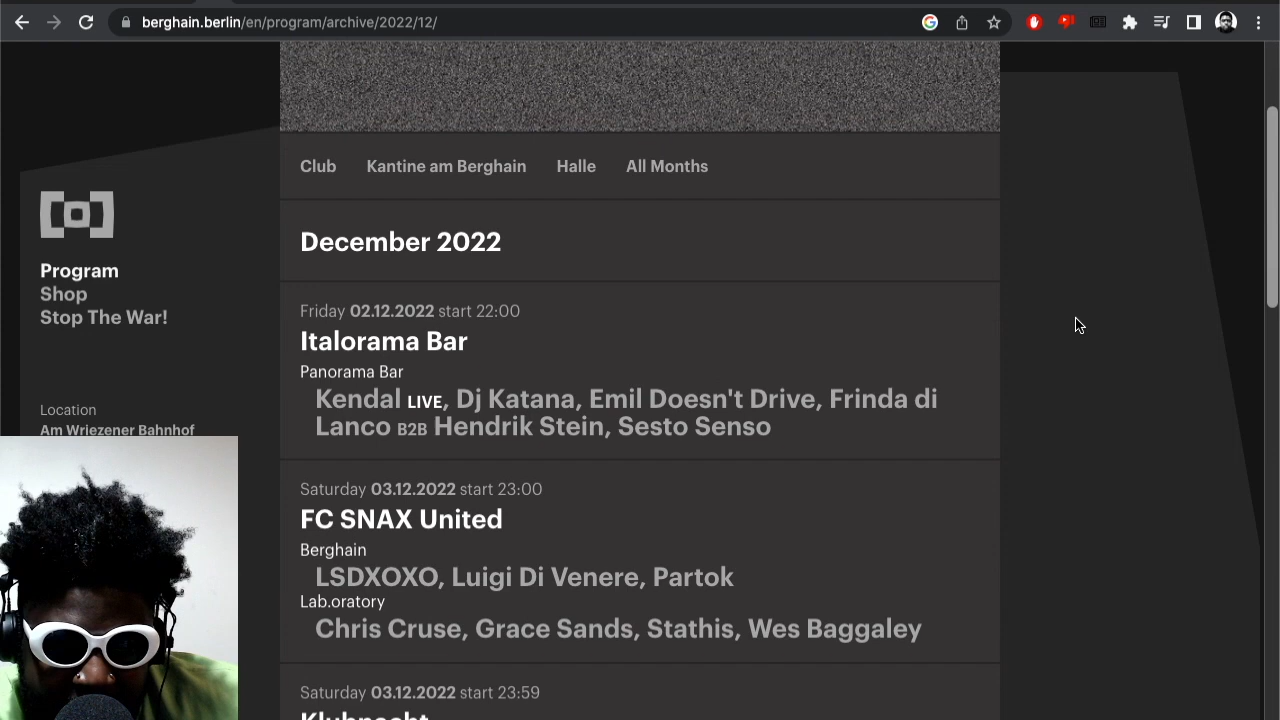 berghain.berlin/en/program/archive/2022/12/
Club Kantine am Berghain Halle All Months
December 2022
Program
Shop
Stop The War!
Location
Am Wriezener Bahnhof
Friday 02.12.2022 start 22:00
Italorama Bar
Panorama Bar
Kendal LIVE, Dj Katana, Emil Doesn't Drive, Frinda di
Lanco B2B Hendrik Stein, Sesto Senso
Saturday 03.12.2022 start 23:00
FC SNAX United
Berghain
LSDXOXO, Luigi Di Venere, Partok
Lab.oratory
Chris Cruse, Grace Sands, Stathis, Wes Baggaley
Saturday 03.12.2022 start 23:59
Klubnacht